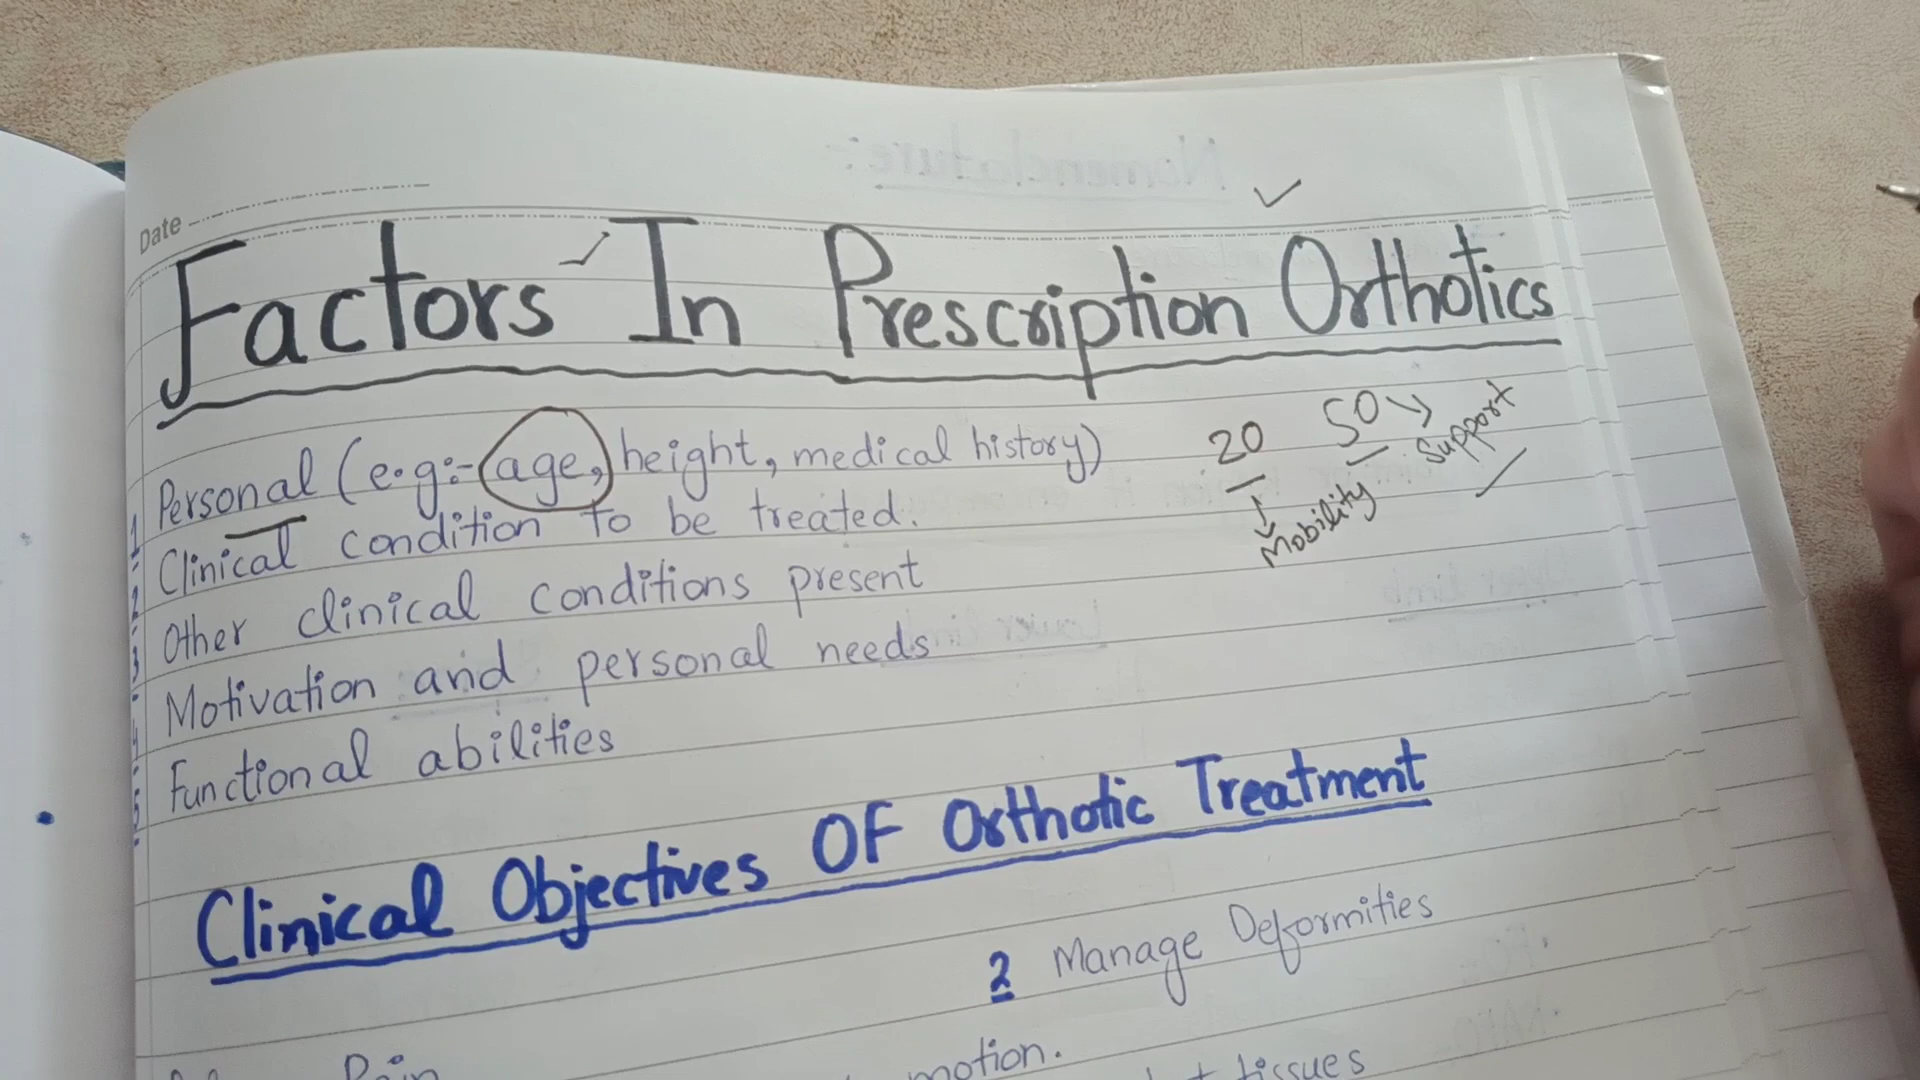 Date
Factors In Prescription Orthotics
1 Personal (e.g:- age, height, medical history)
20 50 → Support
↓
Mobility
2 Clinical condition to be treated.
3 Other clinical conditions present
4 Motivation and personal needs
5 Functional abilities
Clinical Objectives OF Orthotic Treatment
2 Manage Deformities
Pain
motion.
tissues